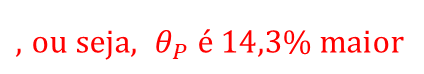 , ou seja, θ_P é 14,3% maior